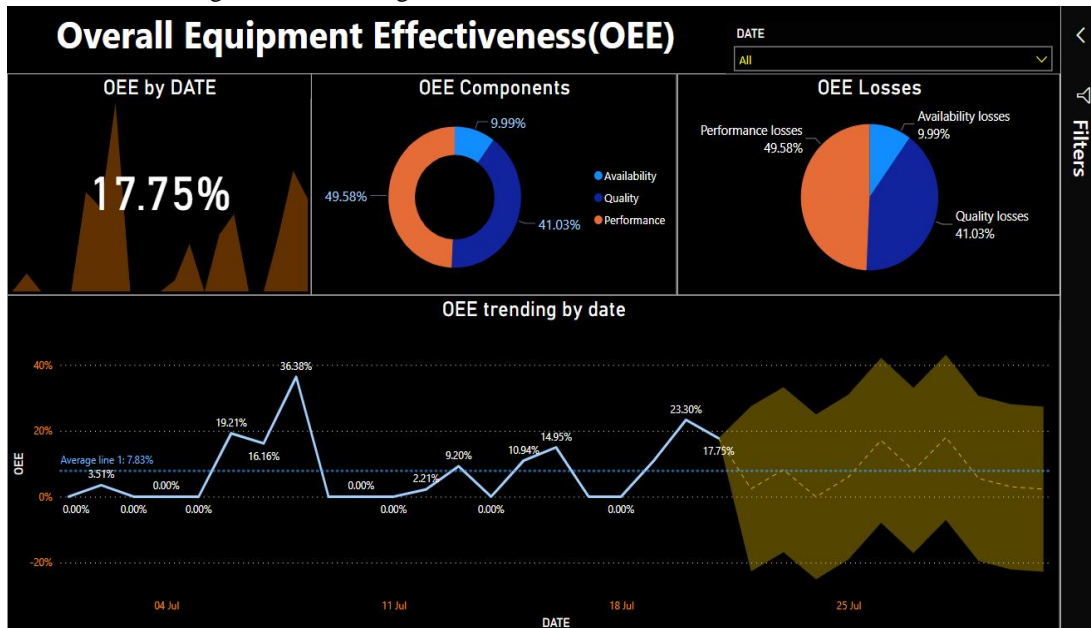 Overall Equipment Effectiveness(OEE)
DATE
All
Filters
OEE by DATE
17.75%
OEE Components
9.99%
49.58%
41.03%
Availability
Quality
Performance
OEE Losses
Performance losses
49.58%
Availability losses
9.99%
Quality losses
41.03%
OEE trending by date
OEE
40%
20%
0%
-20%
Average line 1: 7.83%
0.00%
3.51%
0.00%
0.00%
0.00%
19.21%
16.16%
36.38%
0.00%
0.00%
2.21%
9.20%
0.00%
10.94%
14.95%
0.00%
23.30%
17.75%
04 Jul
11 Jul
18 Jul
25 Jul
DATE